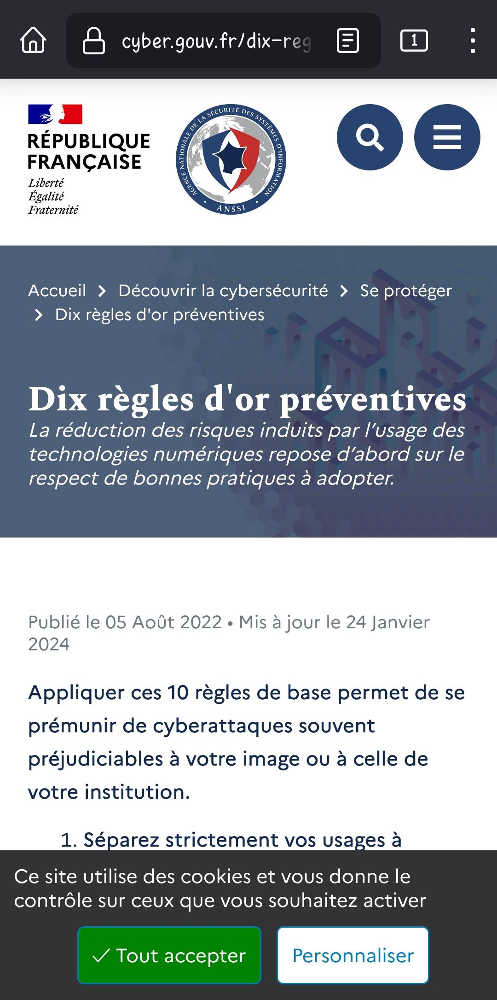 cyber.gouv.fr/dix-reg
1
RÉPUBLIQUE
FRANÇAISE
Liberté
Égalité
Fraternité
AGENCE NATIONALE DE LA SÉCURITÉ DES SYSTÈMES D'INFORMATION
• ANSSI •
Accueil > Découvrir la cybersécurité > Se protéger
> Dix règles d'or préventives
Dix règles d'or préventives
La réduction des risques induits par l’usage des
technologies numériques repose d’abord sur le
respect de bonnes pratiques à adopter.
Publié le 05 Août 2022 • Mis à jour le 24 Janvier
2024
Appliquer ces 10 règles de base permet de se
prémunir de cyberattaques souvent
préjudiciables à votre image ou à celle de
votre institution.
1. Séparez strictement vos usages à
Ce site utilise des cookies et vous donne le
contrôle sur ceux que vous souhaitez activer
✓ Tout accepter
Personnaliser